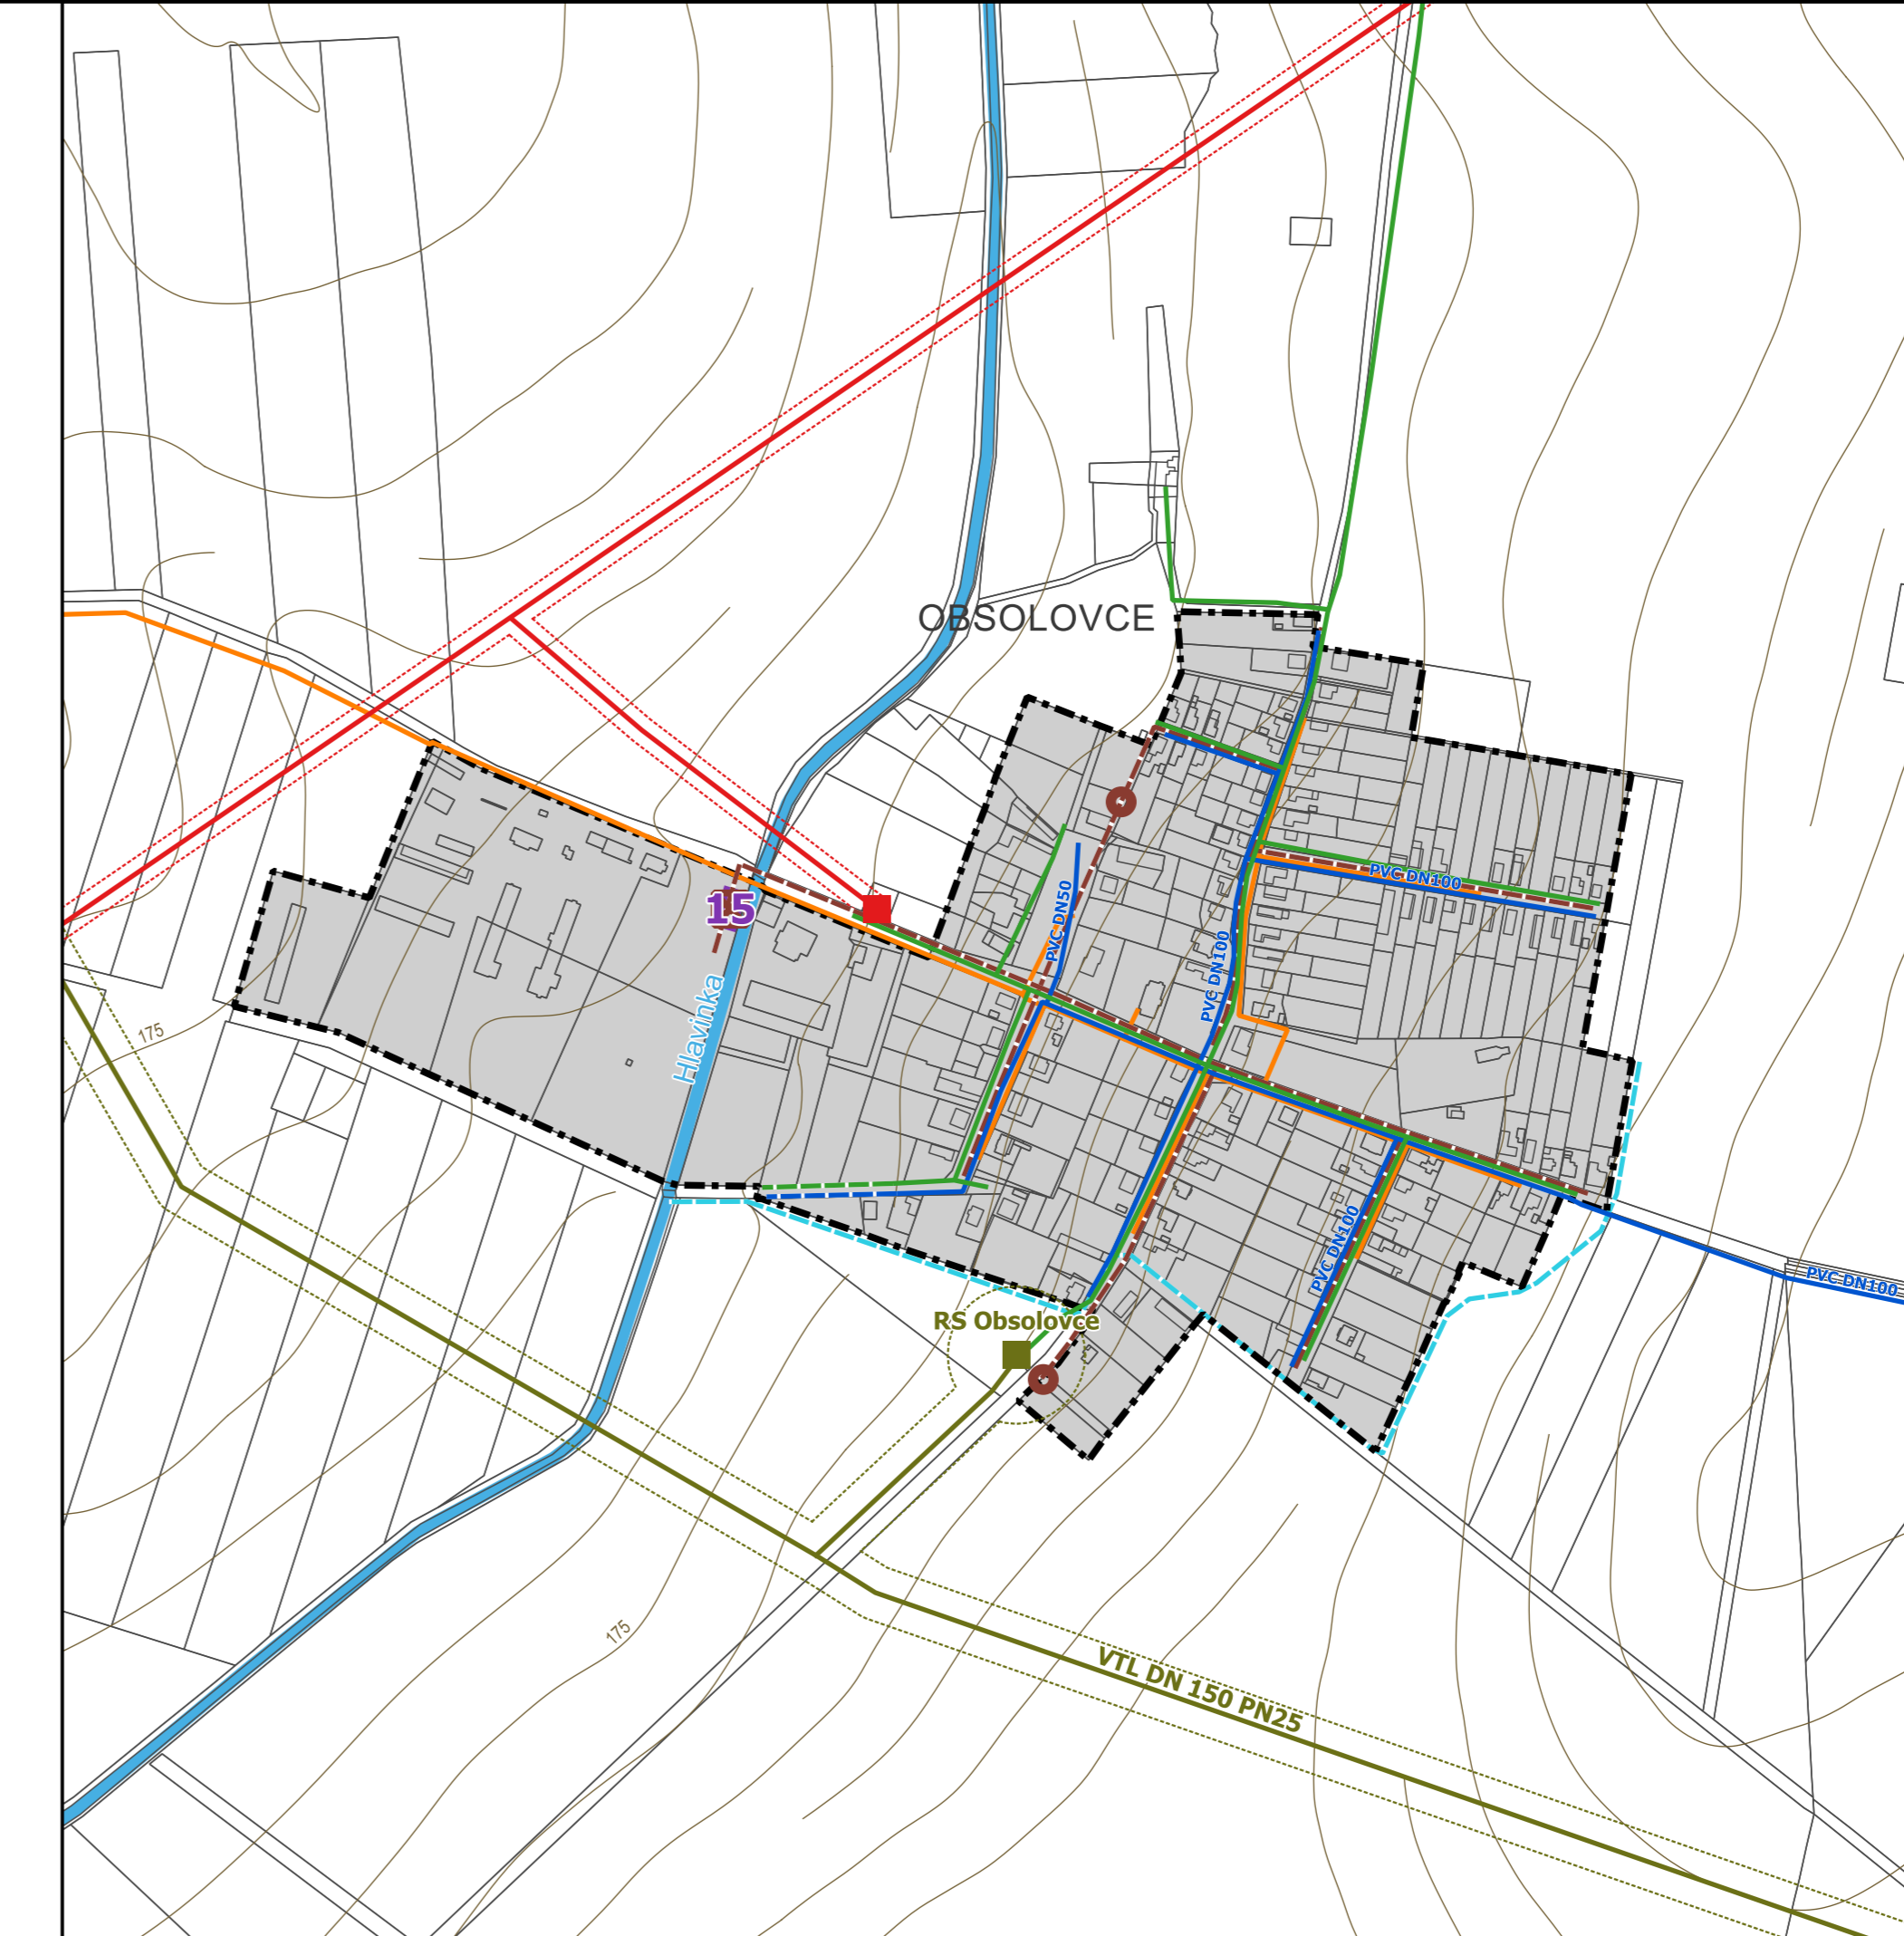 OBSOLOVCE
PVC DN100
PVC DN50
15
PVC DN100
Hlavinka
175
PVC DN100
PVC DN100
RS Obsolovce
175
VTL DN 150 PN25